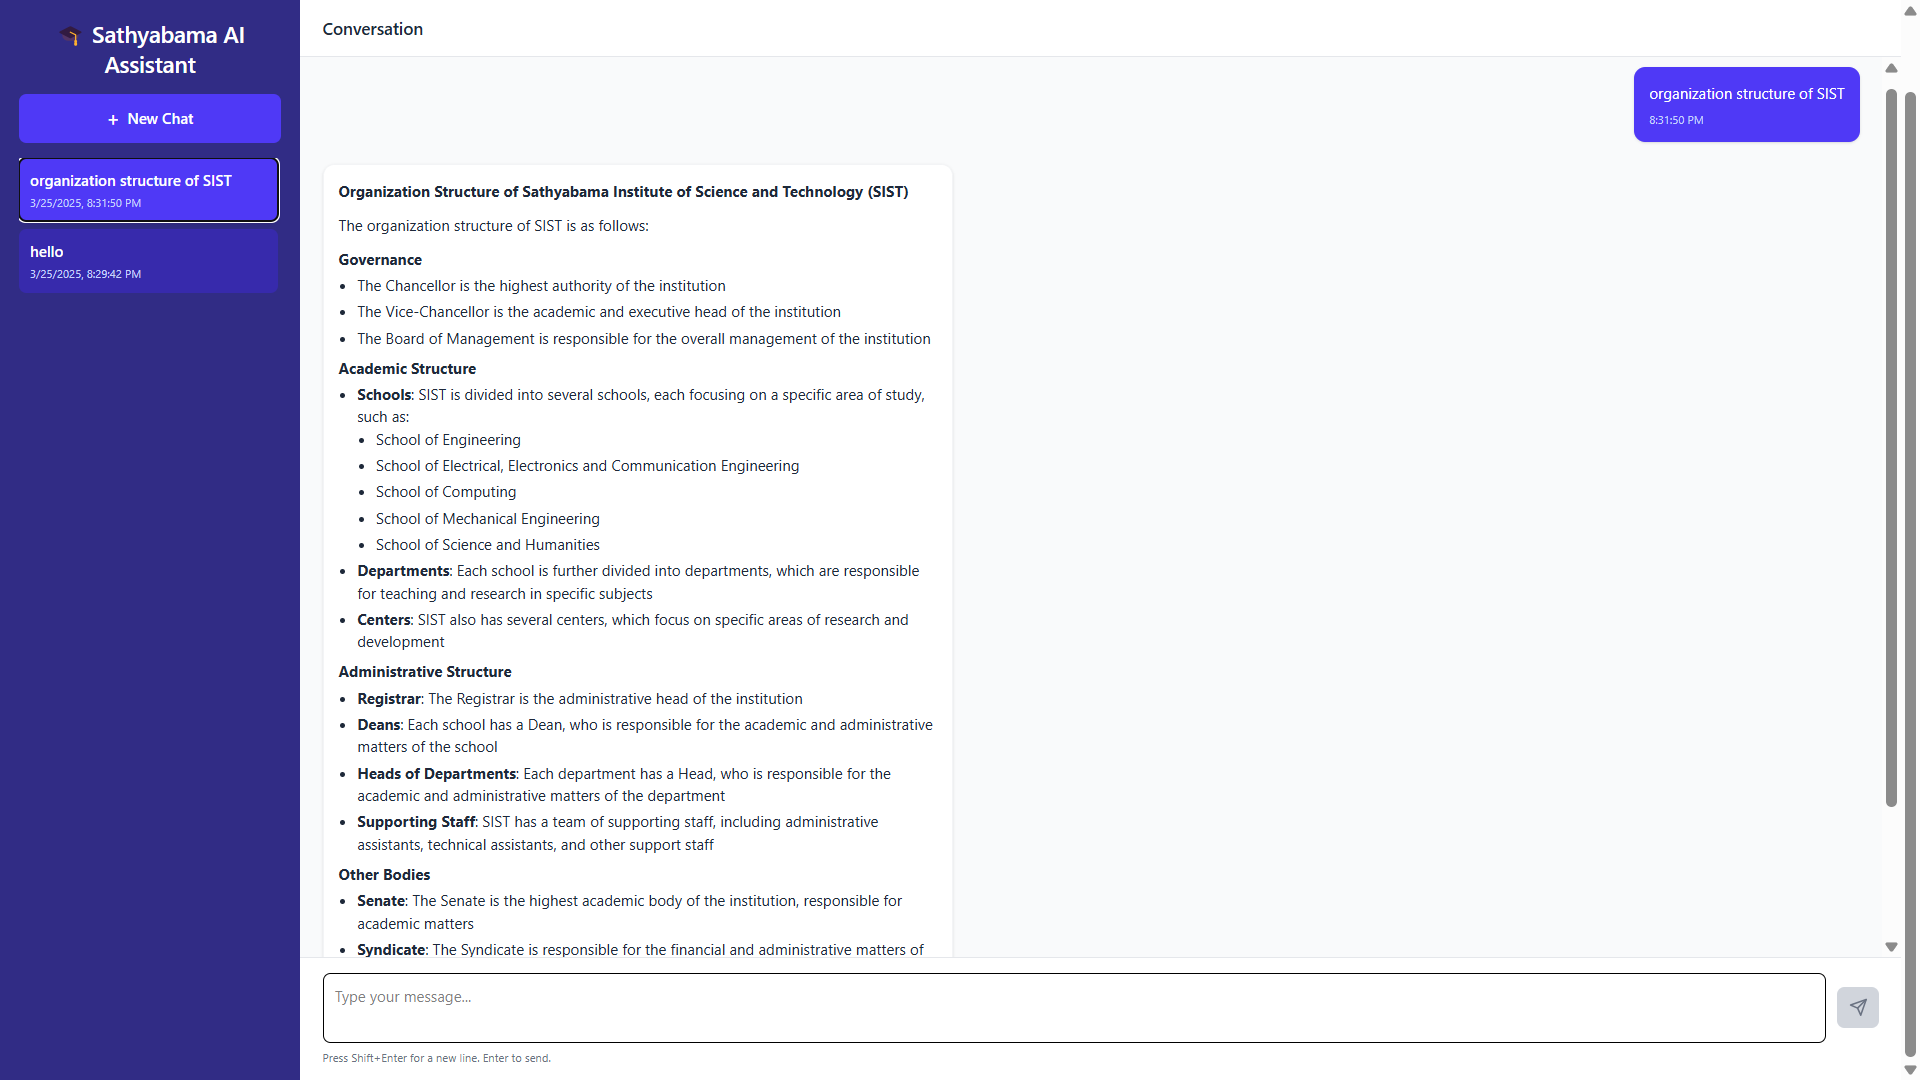 Sathyabama AI
Assistant
+ New Chat
organization structure of SIST
3/25/2025, 8:31:50 PM
hello
3/25/2025, 8:29:42 PM
Conversation
organization structure of SIST
8:31:50 PM
Organization Structure of Sathyabama Institute of Science and Technology (SIST)
The organization structure of SIST is as follows:
Governance
• The Chancellor is the highest authority of the institution
• The Vice-Chancellor is the academic and executive head of the institution
• The Board of Management is responsible for the overall management of the institution
Academic Structure
• Schools: SIST is divided into several schools, each focusing on a specific area of study,
such as:
• School of Engineering
• School of Electrical, Electronics and Communication Engineering
• School of Computing
• School of Mechanical Engineering
• School of Science and Humanities
• Departments: Each school is further divided into departments, which are responsible
for teaching and research in specific subjects
• Centers: SIST also has several centers, which focus on specific areas of research and
development
Administrative Structure
• Registrar: The Registrar is the administrative head of the institution
• Deans: Each school has a Dean, who is responsible for the academic and administrative
matters of the school
• Heads of Departments: Each department has a Head, who is responsible for the
academic and administrative matters of the department
• Supporting Staff: SIST has a team of supporting staff, including administrative
assistants, technical assistants, and other support staff
Other Bodies
• Senate: The Senate is the highest academic body of the institution, responsible for
academic matters
• Syndicate: The Syndicate is responsible for the financial and administrative matters of
Type your message...
Press Shift+Enter for a new line. Enter to send.